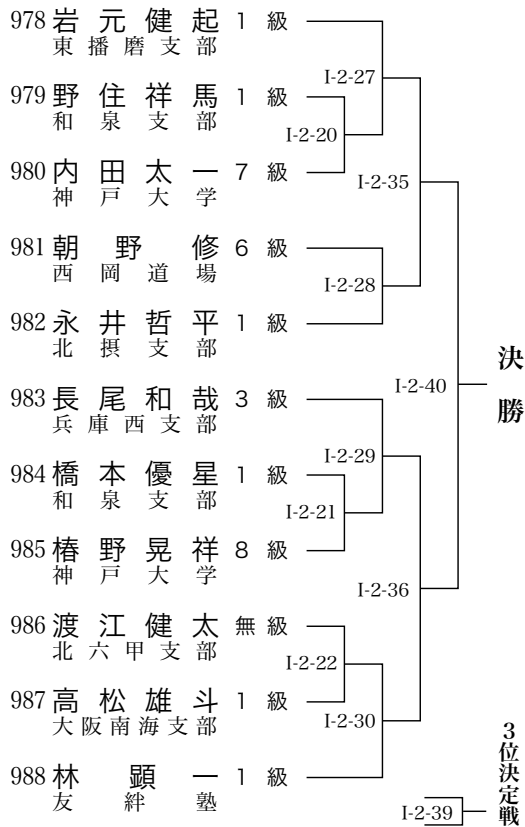 978 岩元健起 1 級
東播磨支部
I-2-27
979 野住祥馬 1 級
和泉支部
I-2-20
980 内田太一 7 級
神戸大学
I-2-35
981 朝野修 6 級
西岡道場
I-2-28
982 永井哲平 1 級
北摂支部
決勝
I-2-40
983 長尾和哉 3 級
兵庫西支部
I-2-29
984 橋本優星 1 級
和泉支部
I-2-21
985 椿野晃祥 8 級
神戸大学
I-2-36
986 渡江健太 無級
北六甲支部
I-2-22
987 高松雄斗 1 級
大阪南海支部
I-2-30
988 林顕一 1 級
友絆塾
3位決定戦
I-2-39